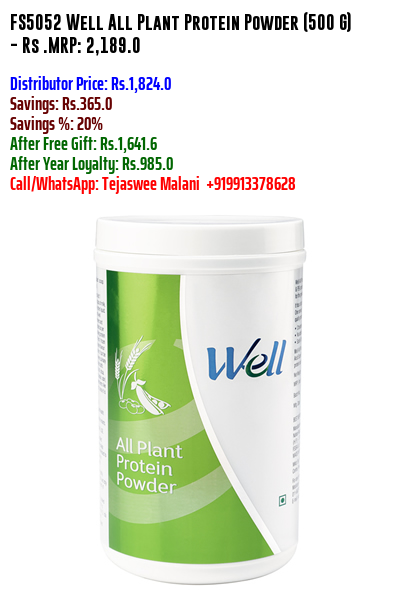 FS5052 Well All Plant Protein Powder (500 G)
- Rs .MRP: 2,189.0
Distributor Price: Rs.1,824.0
Savings: Rs.365.0
Savings %: 20%
After Free Gift: Rs.1,641.6
After Year Loyalty: Rs.985.0
Call/WhatsApp: Tejaswee Malani +919913378628
Well
All Plant
Protein
Powder